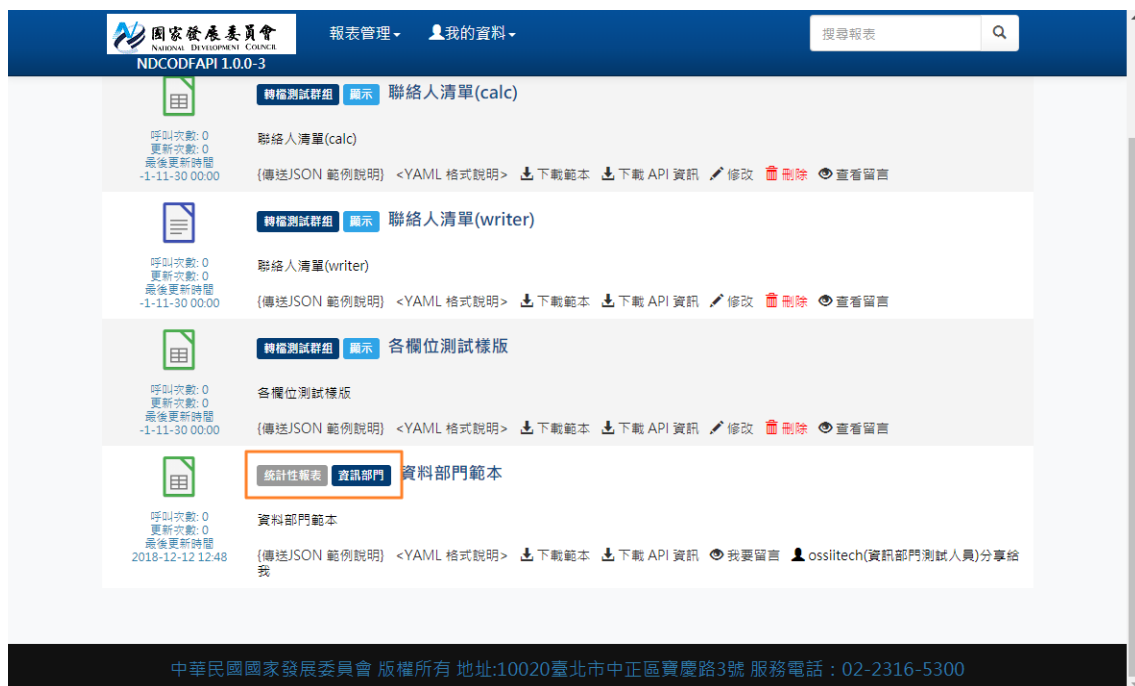 國家發展委員會
NATIONAL DEVELOPMENT COUNCIL
NDCODFAPI 1.0.0-3
報表管理 我的資料 搜尋報表
轉檔測試群組 顯示 聯絡人清單(calc)
呼叫次數: 0
更新次數: 0
最後更新時間
-1-11-30 00:00
聯絡人清單(calc)
{傳送JSON 範例說明} <YAML 格式說明> 下載範本 下載 API 資訊 修改 刪除 查看留言
轉檔測試群組 顯示 聯絡人清單(writer)
呼叫次數: 0
更新次數: 0
最後更新時間
-1-11-30 00:00
聯絡人清單(writer)
{傳送JSON 範例說明} <YAML 格式說明> 下載範本 下載 API 資訊 修改 刪除 查看留言
轉檔測試群組 顯示 各欄位測試樣版
呼叫次數: 0
更新次數: 0
最後更新時間
-1-11-30 00:00
各欄位測試樣版
{傳送JSON 範例說明} <YAML 格式說明> 下載範本 下載 API 資訊 修改 刪除 查看留言
統計性報表 資訊部門 資料部門範本
呼叫次數: 0
更新次數: 0
最後更新時間
2018-12-12 12:48
資料部門範本
{傳送JSON 範例說明} <YAML 格式說明> 下載範本 下載 API 資訊 我要留言 ossiitech(資訊部門測試人員)分享給
我
中華民國國家發展委員會 版權所有 地址:10020臺北市中正區寶慶路3號 服務電話：02-2316-5300